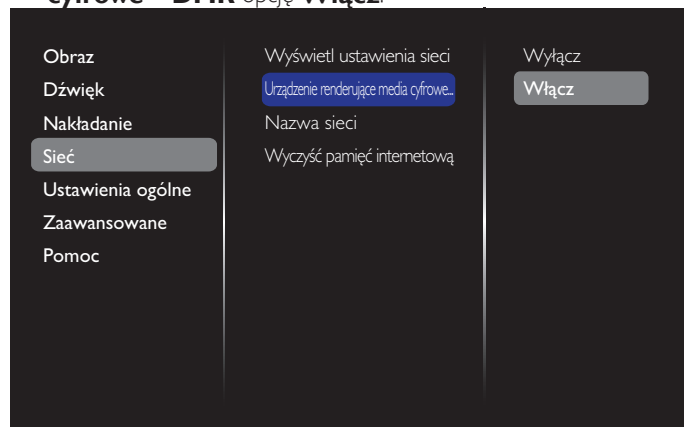 cyfrowe – DMR opcję Włącz.
Obraz
Dźwięk
Nakładanie
Sieć
Ustawienia ogólne
Zaawansowane
Pomoc
Wyświetl ustawienia sieci
Urządzenie renderujące media cyfrowe...
Nazwa sieci
Wyczyść pamięć internetową
Wyłącz
Włącz